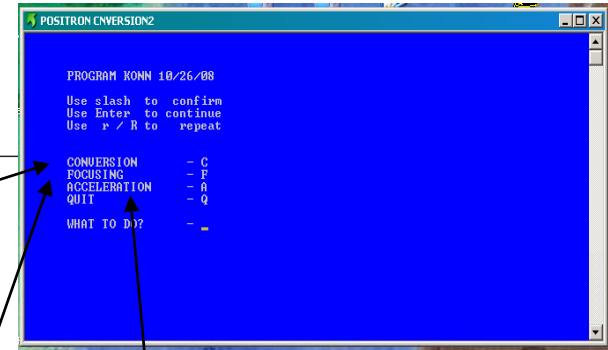 POSITRON CNVERSION2
PROGRAM KONN 10/26/08
Use slash to confirm
Use Enter to continue
Use r / R to repeat
CONVERSION - C
FOCUSING - F
ACCELERATION - A
QUIT - Q
WHAT TO DO? - _